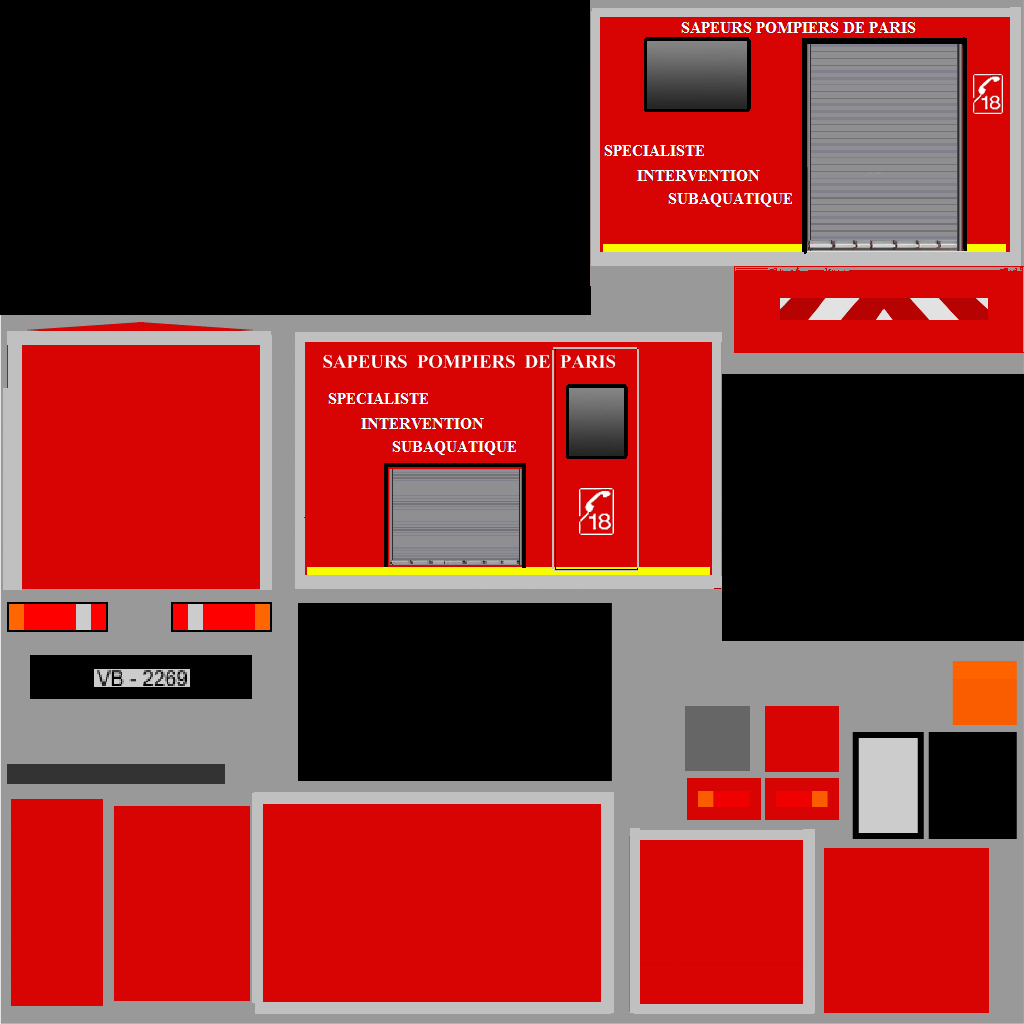 SAPEURS POMPIERS DE PARIS
18
SPECIALISTE
INTERVENTION
SUBAQUATIQUE
SAPEURS POMPIERS DE PARIS
SPECIALISTE
INTERVENTION
SUBAQUATIQUE
18
VB - 2269